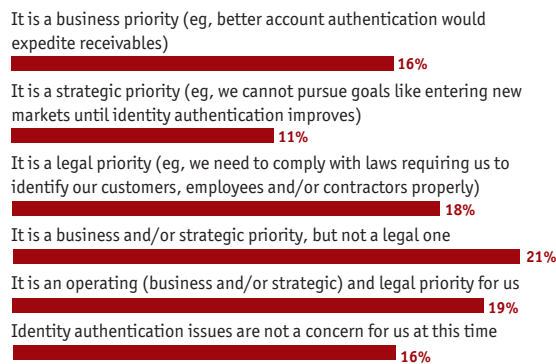 It is a business priority (eg, better account authentication would
expedite receivables)
16%
It is a strategic priority (eg, we cannot pursue goals like entering new
markets until identity authentication improves)
11%
It is a legal priority (eg, we need to comply with laws requiring us to
identify our customers, employees and/or contractors properly)
18%
It is a business and/or strategic priority, but not a legal one
21%
It is an operating (business and/or strategic) and legal priority for us
19%
Identity authentication issues are not a concern for us at this time
16%